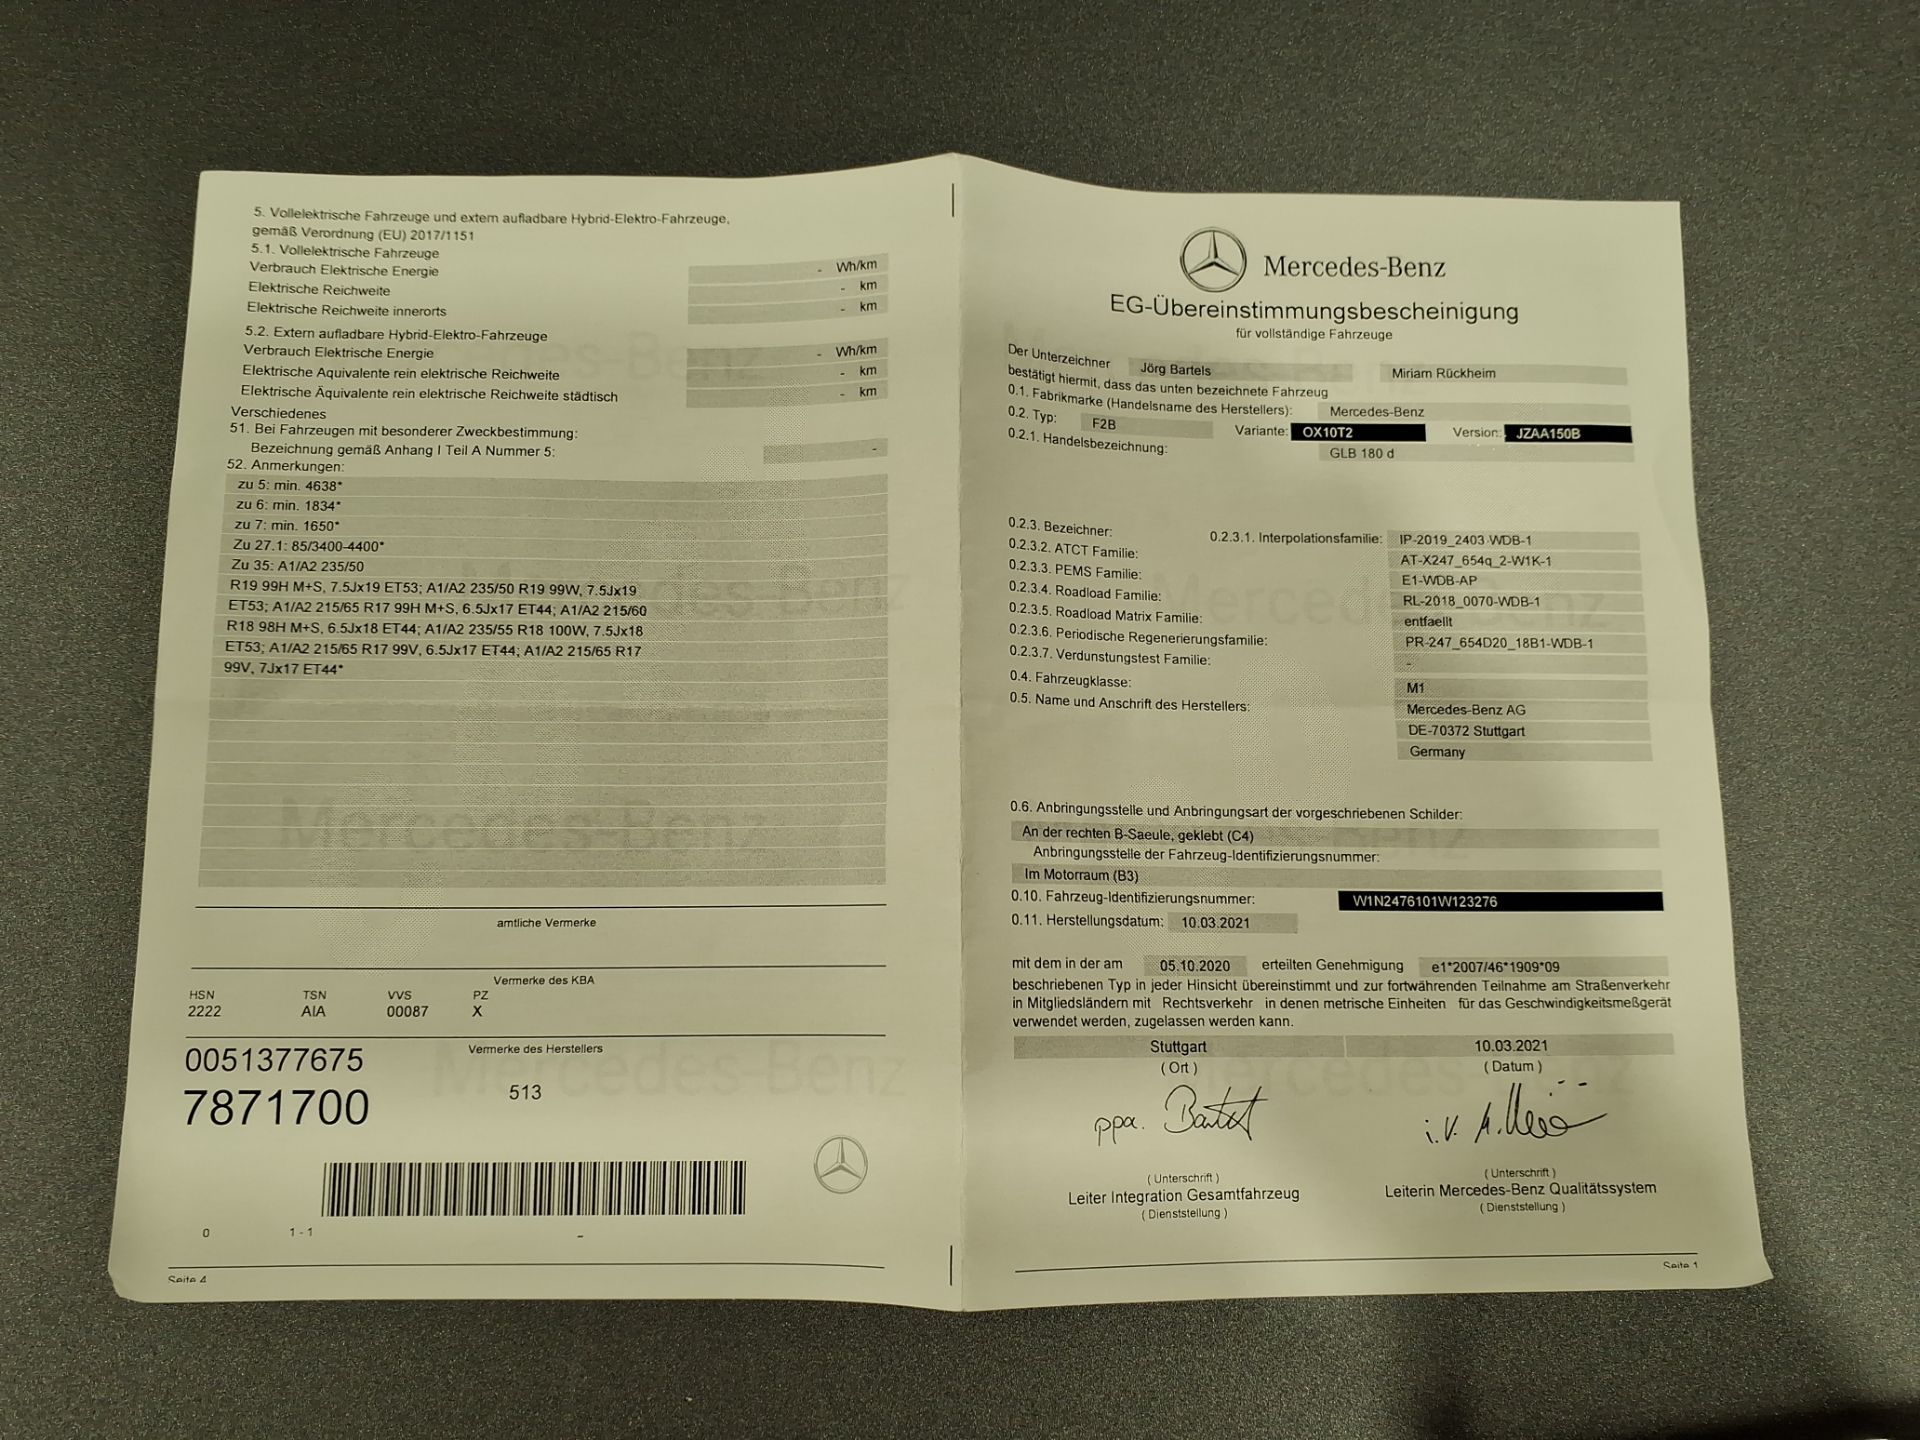 5. Vollelektrische Fahrzeuge und extern aufladbare Hybrid-Elektro-Fahrzeuge,
gemäß Verordnung (EU) 2017/1151
5.1. Vollelektrische Fahrzeuge
Verbrauch Elektrische Energie - Wh/km
Elektrische Reichweite - km
Elektrische Reichweite innerorts - km
5.2. Extern aufladbare Hybrid-Elektro-Fahrzeuge
Verbrauch Elektrische Energie - Wh/km
Elektrische Aquivalente rein elektrische Reichweite - km
Elektrische Äquivalente rein elektrische Reichweite städtisch - km
Verschiedenes
51. Bei Fahrzeugen mit besonderer Zweckbestimmung:
Bezeichnung gemäß Anhang I Teil A Nummer 5: -
52. Anmerkungen:
zu 5: min. 4638*
zu 6: min. 1834*
zu 7: min. 1650*
Zu 27.1: 85/3400-4400*
Zu 35: A1/A2 235/50
R19 99H M+S, 7.5Jx19 ET53; A1/A2 235/50 R19 99W, 7.5Jx19
ET53; A1/A2 215/65 R17 99H M+S, 6.5Jx17 ET44; A1/A2 215/60
R18 98H M+S, 6.5Jx18 ET44; A1/A2 235/55 R18 100W, 7.5Jx18
ET53; A1/A2 215/65 R17 99V, 6.5Jx17 ET44; A1/A2 215/65 R17
99V, 7Jx17 ET44*
amtliche Vermerke
Vermerke des KBA
HSN TSN VVS PZ
2222 AIA 00087 X
Vermerke des Herstellers
0051377675
513
7871700
0 1 - 1 -
Seite 4
Mercedes-Benz
EG-Übereinstimmungsbescheinigung
für vollständige Fahrzeuge
Der Unterzeichner Jörg Bartels Miriam Rückheim
bestätigt hiermit, dass das unten bezeichnete Fahrzeug
0.1. Fabrikmarke (Handelsname des Herstellers): Mercedes-Benz
0.2. Typ: F2B Variante: OX10T2 Version: JZAA150B
0.2.1. Handelsbezeichnung: GLB 180 d
0.2.3. Bezeichner: 0.2.3.1. Interpolationsfamilie: IP-2019_2403-WDB-1
0.2.3.2. ATCT Familie: AT-X247_654q_2-W1K-1
0.2.3.3. PEMS Familie: E1-WDB-AP
0.2.3.4. Roadload Familie: RL-2018_0070-WDB-1
0.2.3.5. Roadload Matrix Familie: entfaellt
0.2.3.6. Periodische Regenerierungsfamilie: PR-247_654D20_18B1-WDB-1
0.2.3.7. Verdunstungstest Familie: -
0.4. Fahrzeugklasse: M1
0.5. Name und Anschrift des Herstellers: Mercedes-Benz AG
DE-70372 Stuttgart
Germany
0.6. Anbringungsstelle und Anbringungsart der vorgeschriebenen Schilder:
An der rechten B-Saeule, geklebt (C4)
Anbringungsstelle der Fahrzeug-Identifizierungsnummer:
Im Motorraum (B3)
0.10. Fahrzeug-Identifizierungsnummer: W1N2476101W123276
0.11. Herstellungsdatum: 10.03.2021
mit dem in der am 05.10.2020 erteilten Genehmigung e1*2007/46*1909*09
beschriebenen Typ in jeder Hinsicht übereinstimmt und zur fortwährenden Teilnahme am Straßenverkehr
in Mitgliedsländern mit Rechtsverkehr in denen metrische Einheiten für das Geschwindigkeitsmeßgerät
verwendet werden, zugelassen werden kann.
Stuttgart 10.03.2021
( Ort ) ( Datum )
ppa. i.V.
( Unterschrift ) ( Unterschrift )
Leiter Integration Gesamtfahrzeug Leiterin Mercedes-Benz Qualitätssystem
( Dienststellung ) ( Dienststellung )
Seite 1